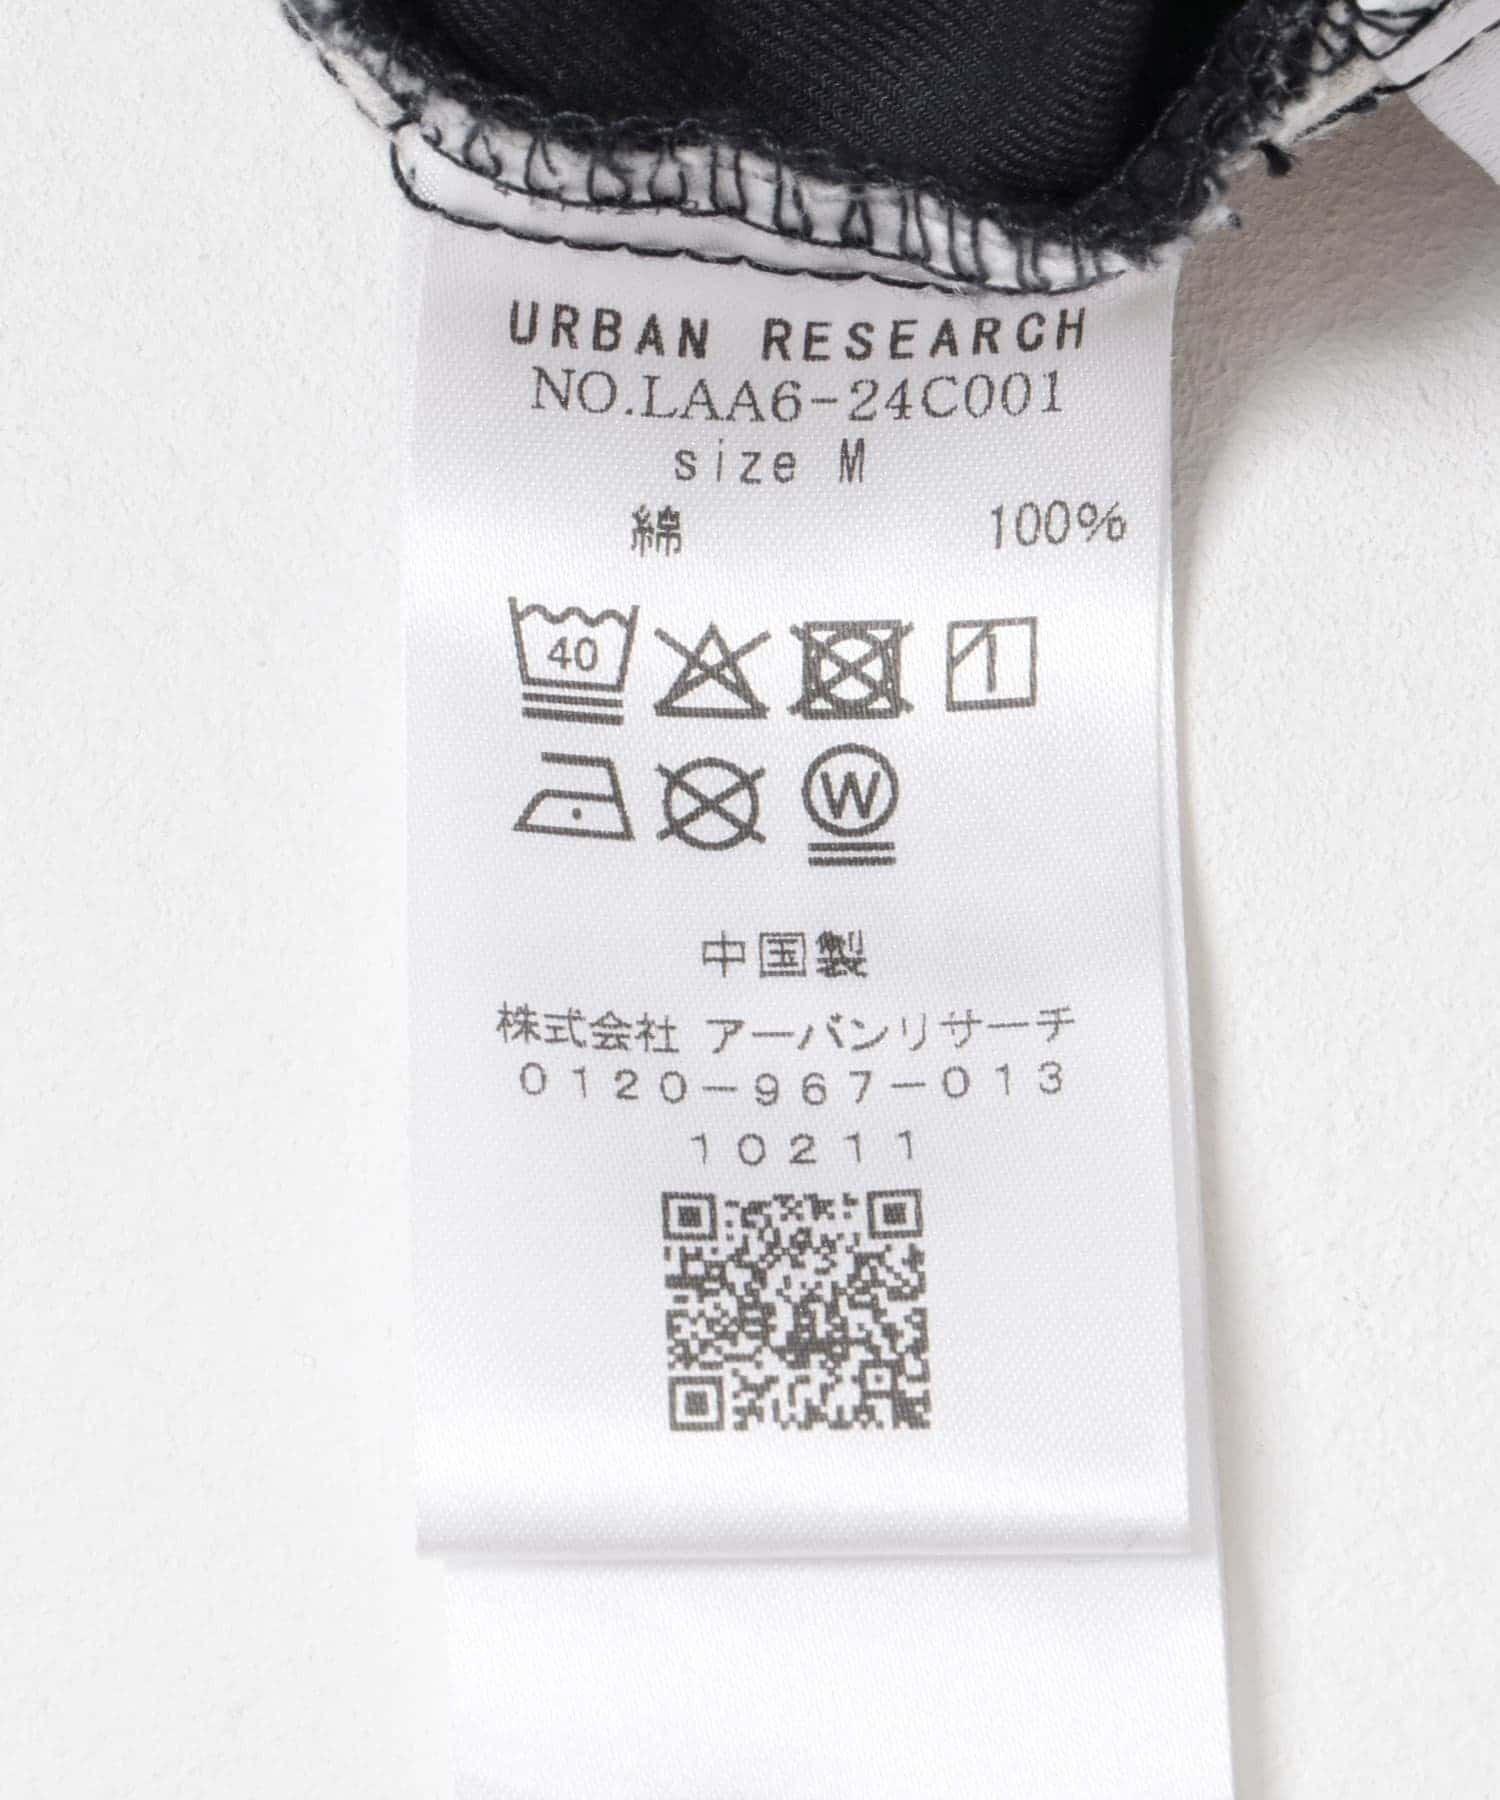 URBAN RESEARCH
NO.LAA6-24C001
size M
綿 100%
40
W
中国製
株式会社 アーバンリサーチ
0120-967-013
10211